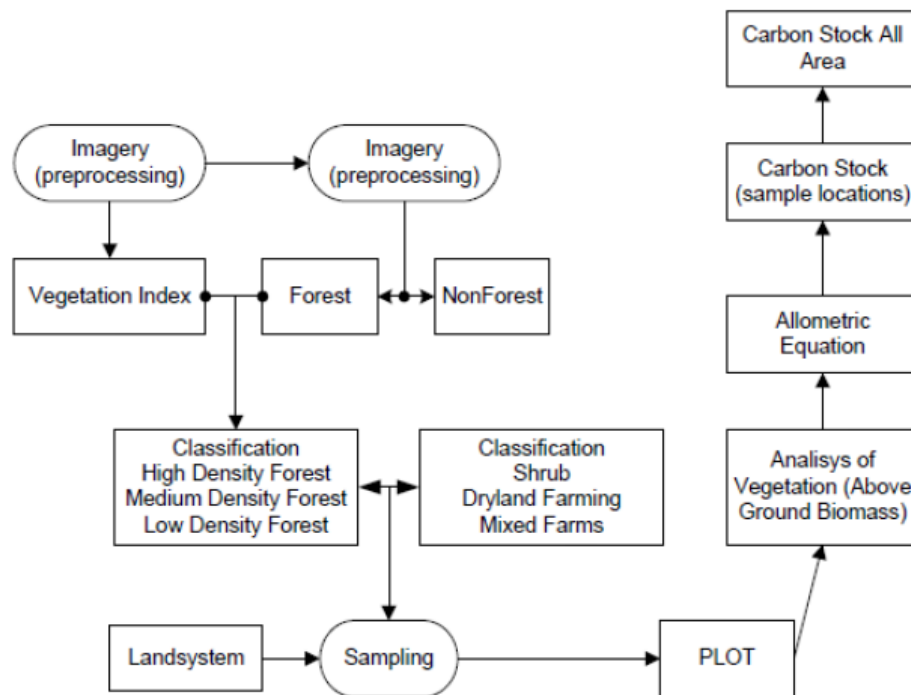 Carbon Stock All
Area
Imagery
(preprocessing)
Imagery
(preprocessing)
Carbon Stock
(sample locations)
Vegetation Index
Forest
NonForest
Allometric
Equation
Classification
High Density Forest
Medium Density Forest
Low Density Forest
Classification
Shrub
Dryland Farming
Mixed Farms
Analisys of
Vegetation (Above
Ground Biomass)
Landsystem
Sampling
PLOT